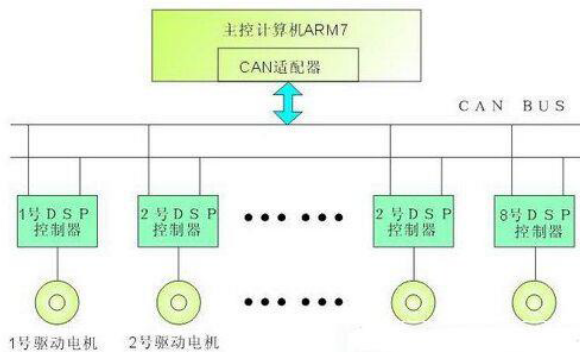 主控计算机ARM7
CAN适配器
CAN BUS
1号DSP
控制器
2号DSP
控制器
2号DSP
控制器
8号DSP
控制器
1号驱动电机
2号驱动电机